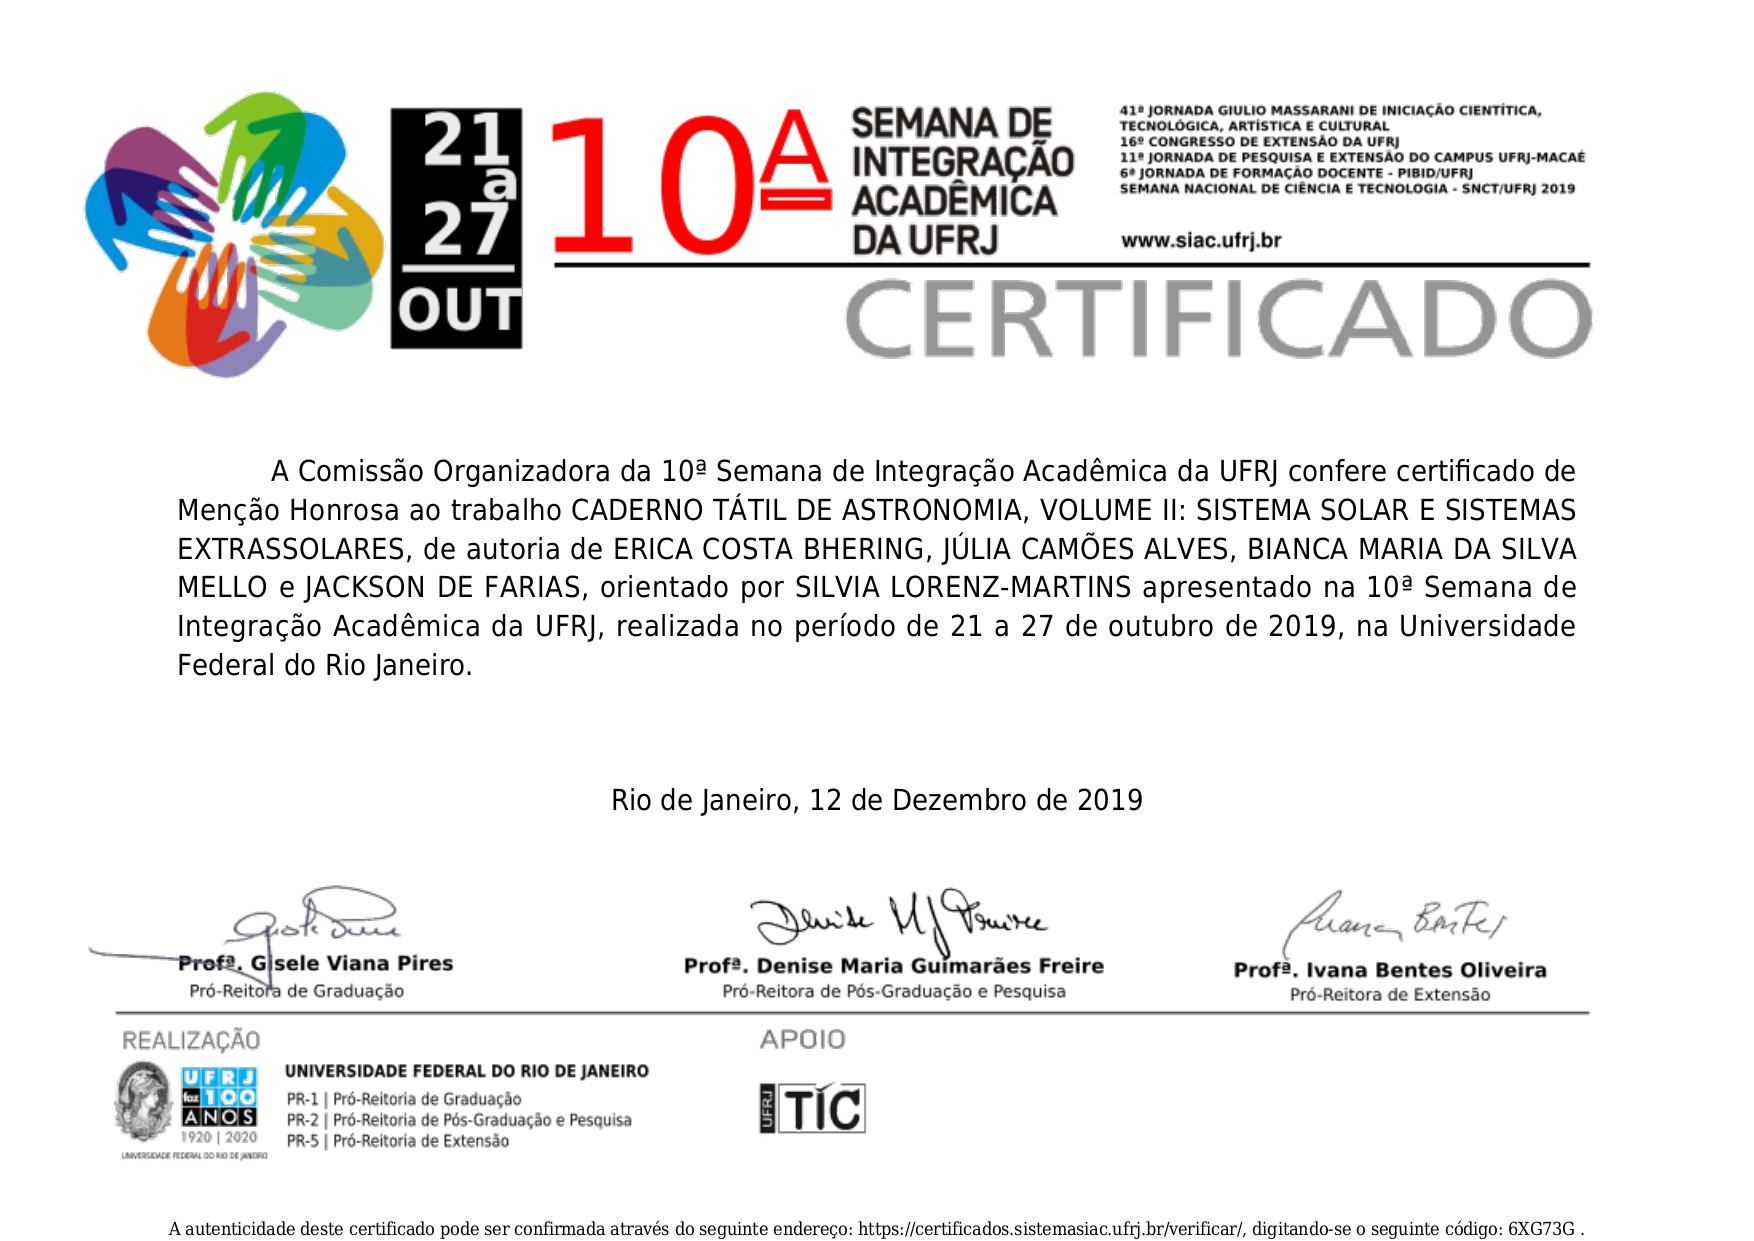 21
a
27
OUT
10ª
SEMANA DE
INTEGRAÇÃO
ACADÊMICA
DA UFRJ
41ª JORNADA GIULIO MASSARANI DE INICIAÇÃO CIENTÍTICA,
TECNOLÓGICA, ARTÍSTICA E CULTURAL
16º CONGRESSO DE EXTENSÃO DA UFRJ
11ª JORNADA DE PESQUISA E EXTENSÃO DO CAMPUS UFRJ-MACAÉ
6ª JORNADA DE FORMAÇÃO DOCENTE - PIBID/UFRJ
SEMANA NACIONAL DE CIÊNCIA E TECNOLOGIA - SNCT/UFRJ 2019
www.siac.ufrj.br
CERTIFICADO
A Comissão Organizadora da 10ª Semana de Integração Acadêmica da UFRJ confere certificado de
Menção Honrosa ao trabalho CADERNO TÁTIL DE ASTRONOMIA, VOLUME II: SISTEMA SOLAR E SISTEMAS
EXTRASSOLARES, de autoria de ERICA COSTA BHERING, JÚLIA CAMÕES ALVES, BIANCA MARIA DA SILVA
MELLO e JACKSON DE FARIAS, orientado por SILVIA LORENZ-MARTINS apresentado na 10ª Semana de
Integração Acadêmica da UFRJ, realizada no período de 21 a 27 de outubro de 2019, na Universidade
Federal do Rio Janeiro.
Rio de Janeiro, 12 de Dezembro de 2019
Profª. Gisele Viana Pires
Pró-Reitora de Graduação
Profª. Denise Maria Guimarães Freire
Pró-Reitora de Pós-Graduação e Pesquisa
Profª. Ivana Bentes Oliveira
Pró-Reitora de Extensão
REALIZAÇÃO
UFRJ
faz 100
ANOS
1920 | 2020
UNIVERSIDADE FEDERAL DO RIO DE JANEIRO
UNIVERSIDADE FEDERAL DO RIO DE JANEIRO
PR-1 | Pró-Reitoria de Graduação
PR-2 | Pró-Reitoria de Pós-Graduação e Pesquisa
PR-5 | Pró-Reitoria de Extensão
APOIO
UFRJ
TIC
A autenticidade deste certificado pode ser confirmada através do seguinte endereço: https://certificados.sistemasiac.ufrj.br/verificar/, digitando-se o seguinte código: 6XG73G .